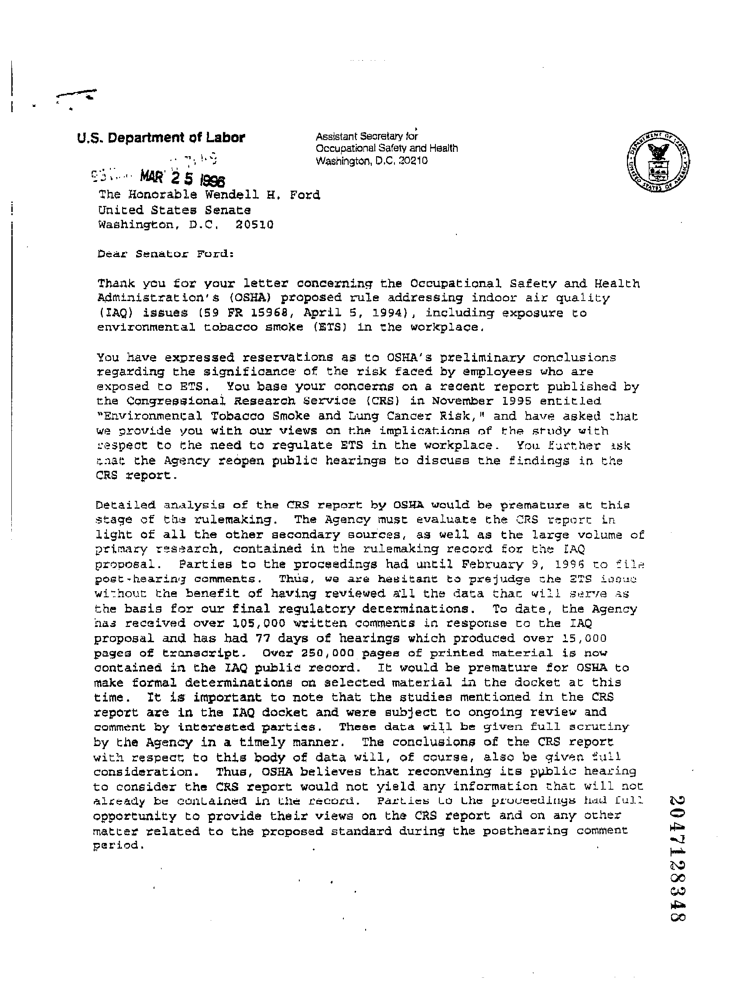 U.S. Department of Labor
Assistant Secretary for
Occupational Safety and Health
Washington, D.C. 20210
MAR 25 1996
The Honorable Wendell H. Ford
United States Senate
Washington, D.C. 20510
Dear Senator Ford:
Thank you for your letter concerning the Occupational Safety and Health
Administration's (OSHA) proposed rule addressing indoor air quality
(IAQ) issues (59 FR 15968, April 5, 1994), including exposure to
environmental tobacco smoke (ETS) in the workplace.
You have expressed reservations as to OSHA's preliminary conclusions
regarding the significance of the risk faced by employees who are
exposed to ETS. You base your concerns on a recent report published by
the Congressional Research Service (CRS) in November 1995 entitled
"Environmental Tobacco Smoke and Lung Cancer Risk," and have asked that
we provide you with our views on the implications of the study with
respect to the need to regulate ETS in the workplace. You further ask
that the Agency reopen public hearings to discuss the findings in the
CRS report.
Detailed analysis of the CRS report by OSHA would be premature at this
stage of the rulemaking. The Agency must evaluate the CRS report in
light of all the other secondary sources, as well as the large volume of
primary research, contained in the rulemaking record for the IAQ
proposal. Parties to the proceedings had until February 9, 1996 to file
post-hearing comments. Thus, we are hesitant to prejudge the ETS issue
without the benefit of having reviewed all the data that will serve as
the basis for our final regulatory determinations. To date, the Agency
has received over 105,000 written comments in response to the IAQ
proposal and has had 77 days of hearings which produced over 15,000
pages of transcript. Over 250,000 pages of printed material is now
contained in the IAQ public record. It would be premature for OSHA to
make formal determinations on selected material in the docket at this
time. It is important to note that the studies mentioned in the CRS
report are in the IAQ docket and were subject to ongoing review and
comment by interested parties. These data will be given full scrutiny
by the Agency in a timely manner. The conclusions of the CRS report
with respect to this body of data will, of course, also be given full
consideration. Thus, OSHA believes that reconvening its public hearing
to consider the CRS report would not yield any information that will not
already be contained in the record. Parties to the proceedings had full
opportunity to provide their views on the CRS report and on any other
matter related to the proposed standard during the posthearing comment
period.
2047128348